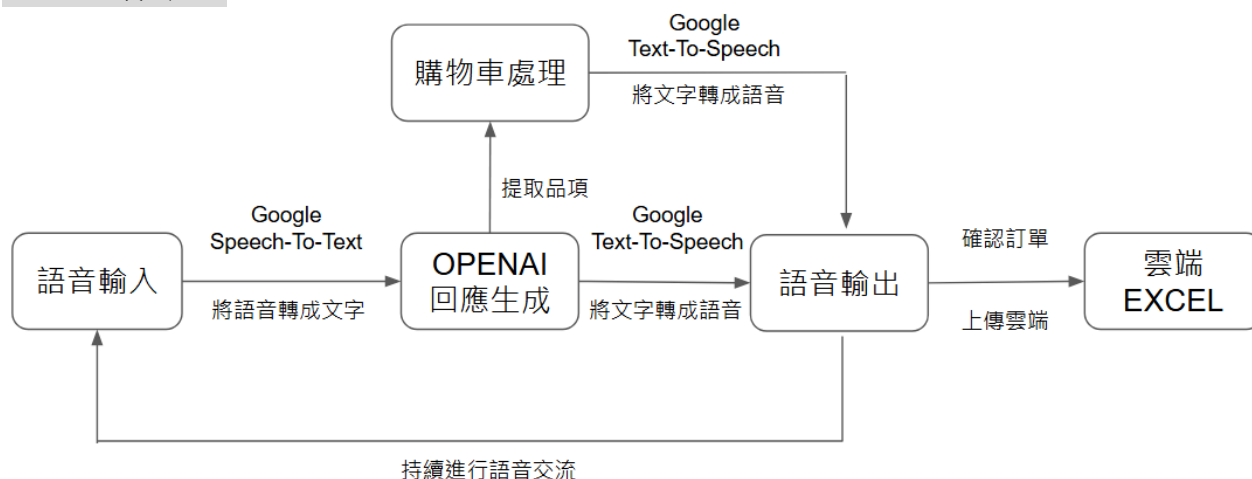 Google
Text-To-Speech
購物車處理
將文字轉成語音
提取品項
Google
Speech-To-Text
Google
Text-To-Speech
確認訂單
語音輸入
OPENAI
回應生成
語音輸出
雲端
EXCEL
將語音轉成文字
將文字轉成語音
上傳雲端
持續進行語音交流